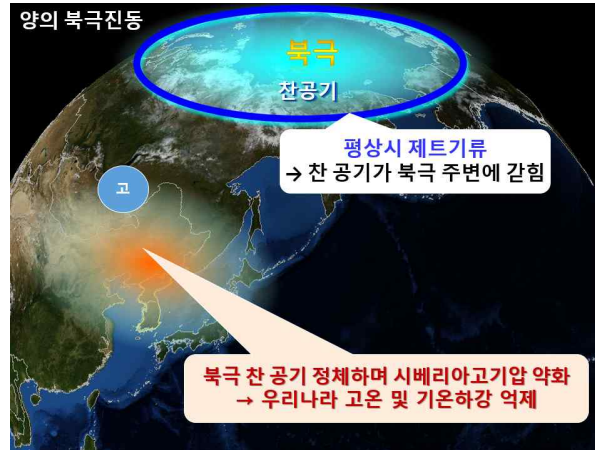 양의 북극진동
북극
찬공기
평상시 제트기류
→ 찬 공기가 북극 주변에 갇힘
고
북극 찬 공기 정체하며 시베리아고기압 약화
→ 우리나라 고온 및 기온하강 억제